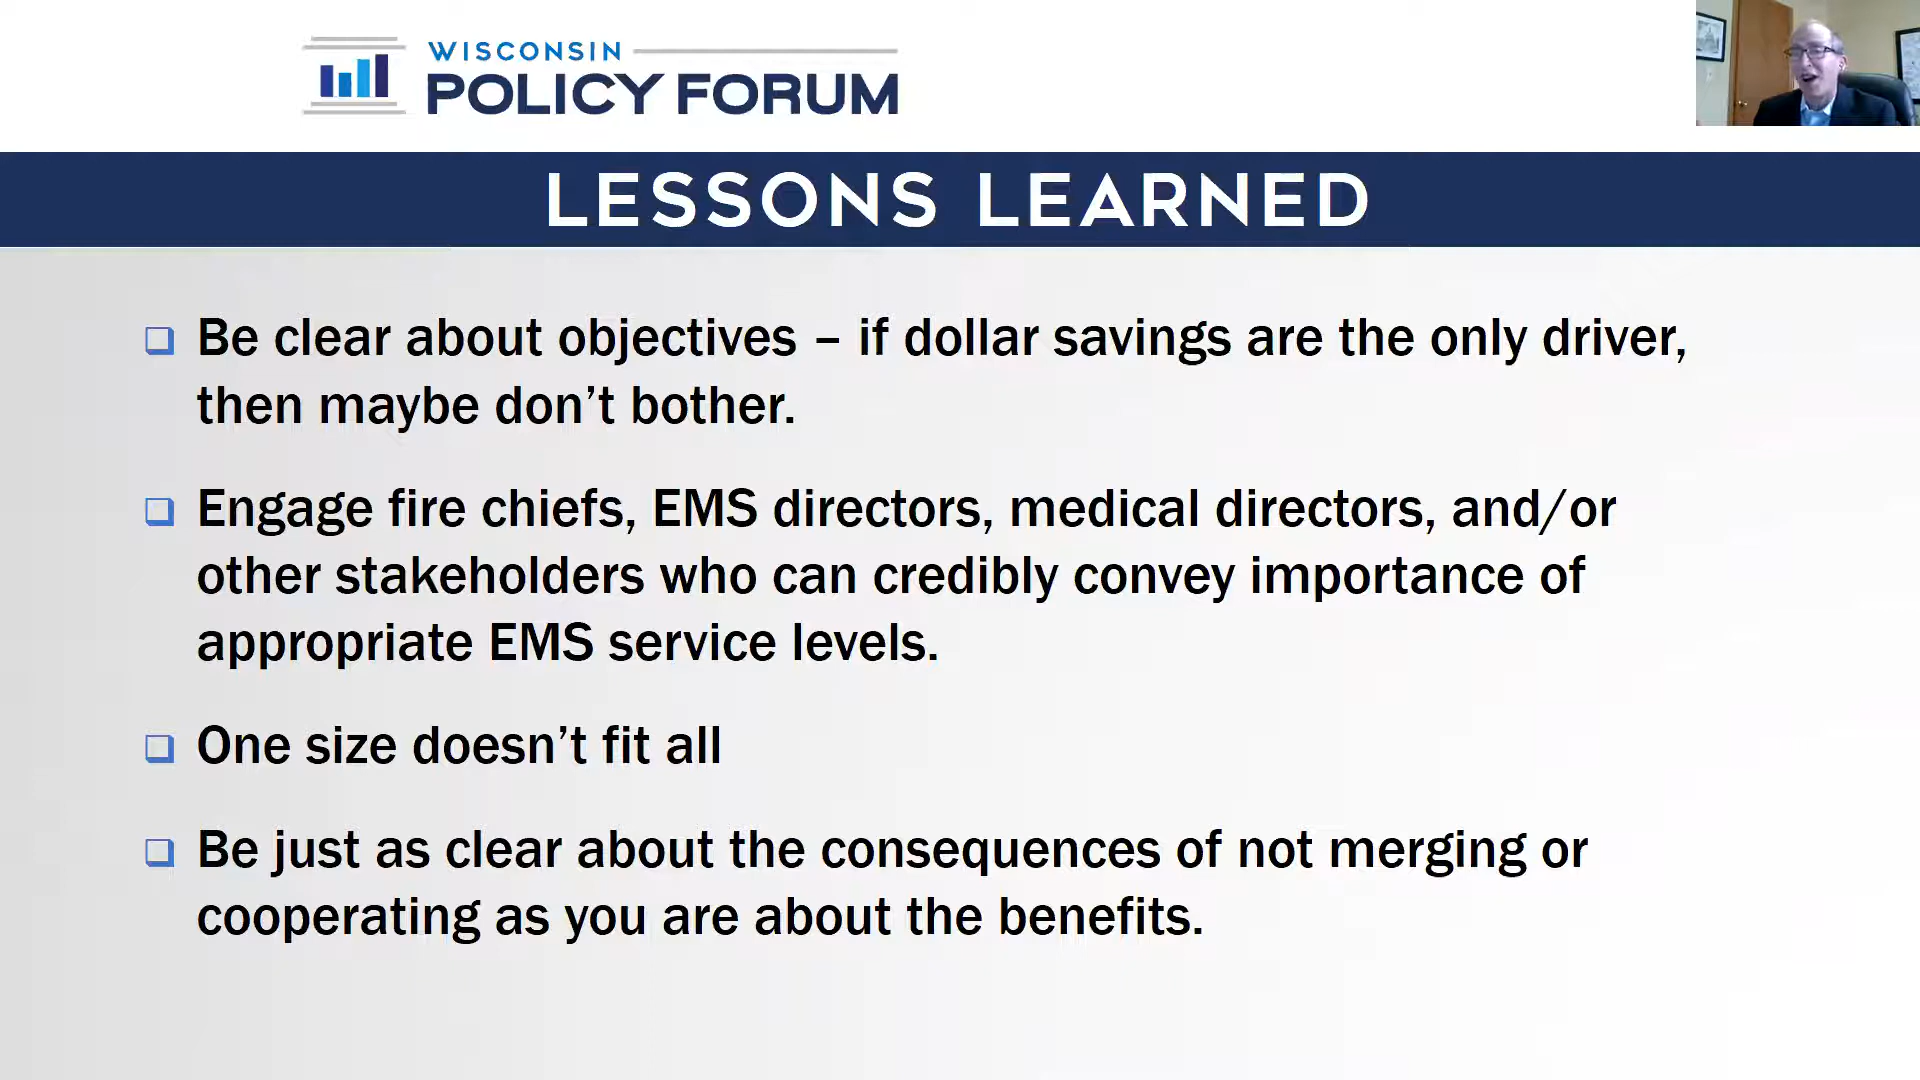 WISCONSIN
POLICY FORUM
LESSONS LEARNED
Be clear about objectives – if dollar savings are the only driver,
then maybe don’t bother.
Engage fire chiefs, EMS directors, medical directors, and/or
other stakeholders who can credibly convey importance of
appropriate EMS service levels.
One size doesn’t fit all
Be just as clear about the consequences of not merging or
cooperating as you are about the benefits.